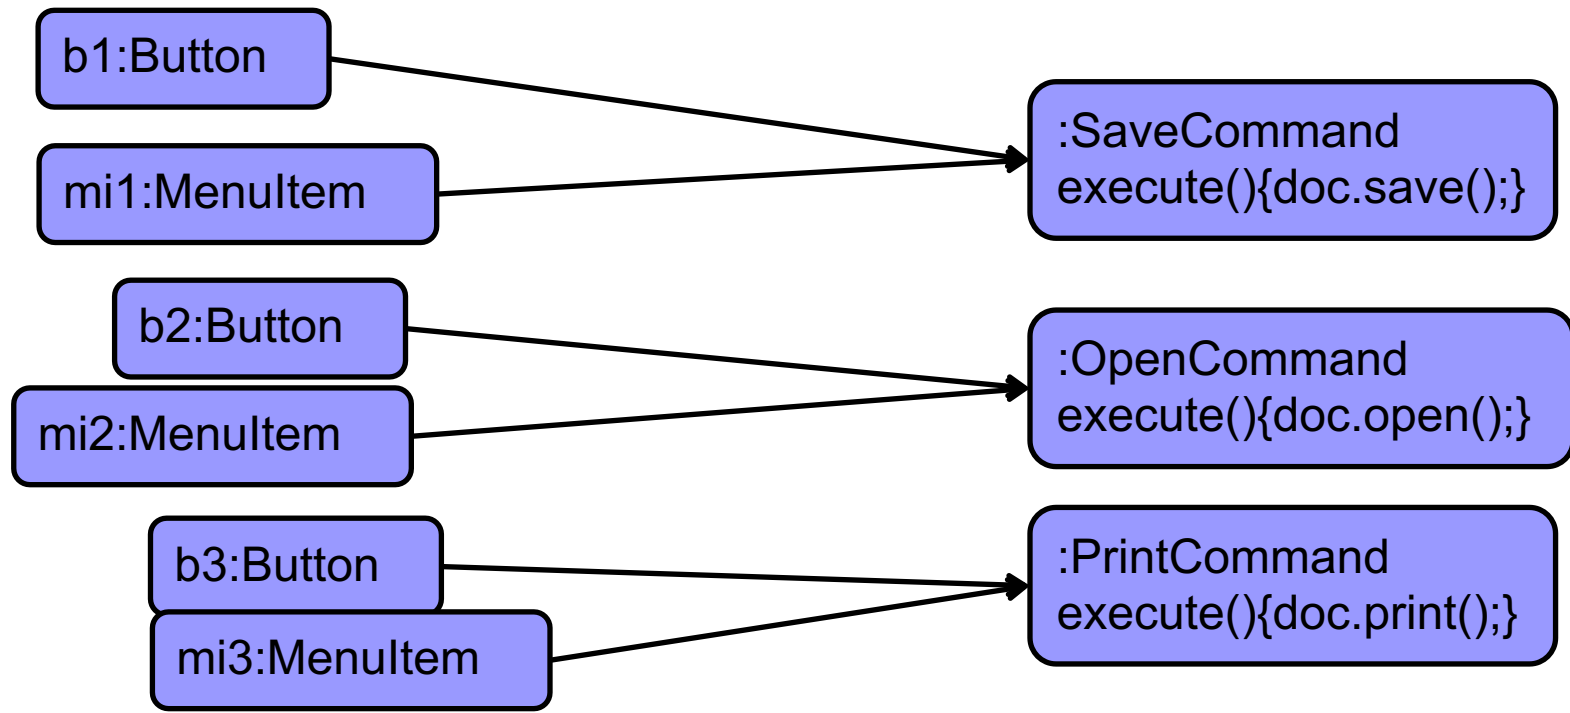 b1:Button
mi1:MenuItem
:SaveCommand
execute(){doc.save();}
b2:Button
mi2:MenuItem
:OpenCommand
execute(){doc.open();}
b3:Button
mi3:MenuItem
:PrintCommand
execute(){doc.print();}